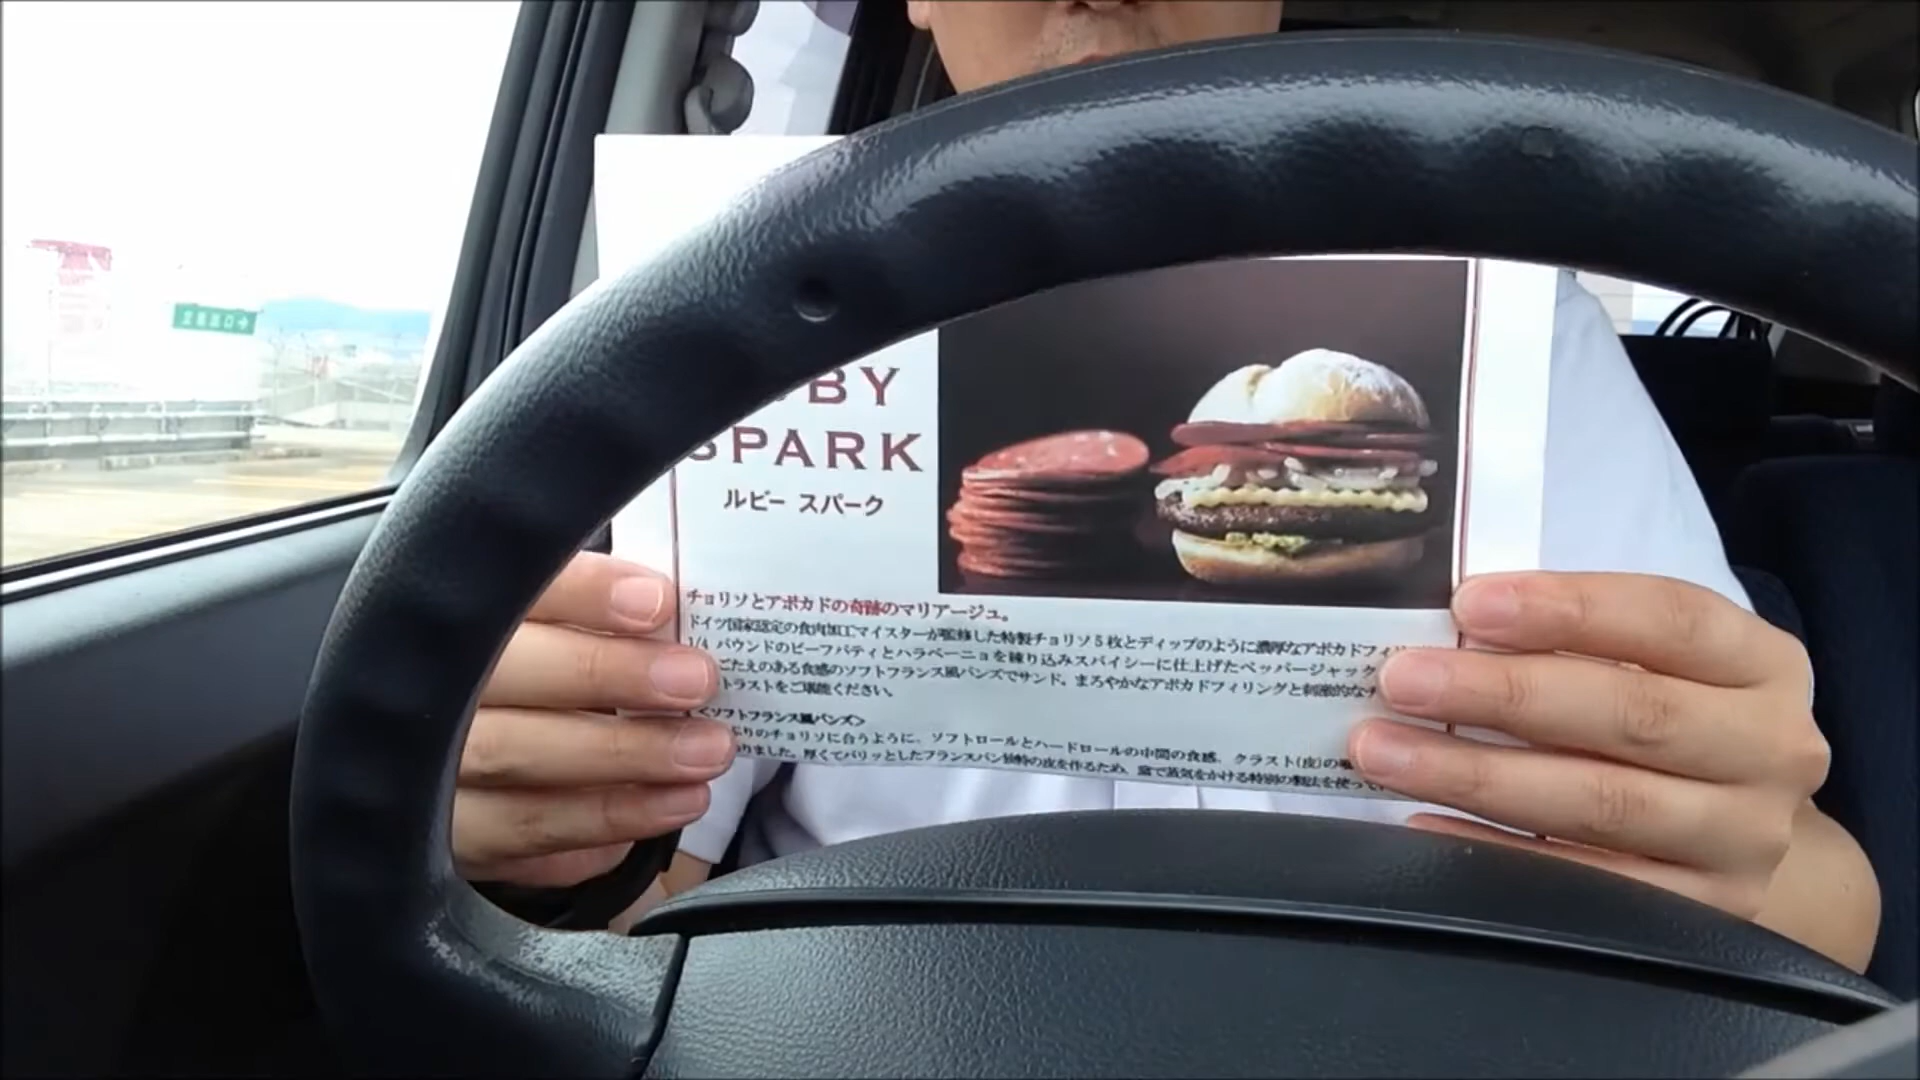 BY
SPARK
ルビー スパーク
チョリソとアボカドの奇跡のマリアージュ。
ドイツ国家認定の食肉加工マイスターが監修した特製チョリソ5枚とディップのように濃厚なアボカドフィ
1/4 パウンドのビーフパティとハラペーニョを練り込みスパイシーに仕上げたペッパージャック
ごたえのある食感のソフトフランス風バンズでサンド。まろやかなアボカドフィリングと刺激的なチ
トラストをご堪能ください。
<ソフトフランス風バンズ>
ぷりのチョリソに合うように、ソフトロールとハードロールの中間の食感、クラスト(皮)の
わりました。厚くてパリッとしたフランスパン独特の皮を作るため、窯で蒸気をかける特別の製法を使って